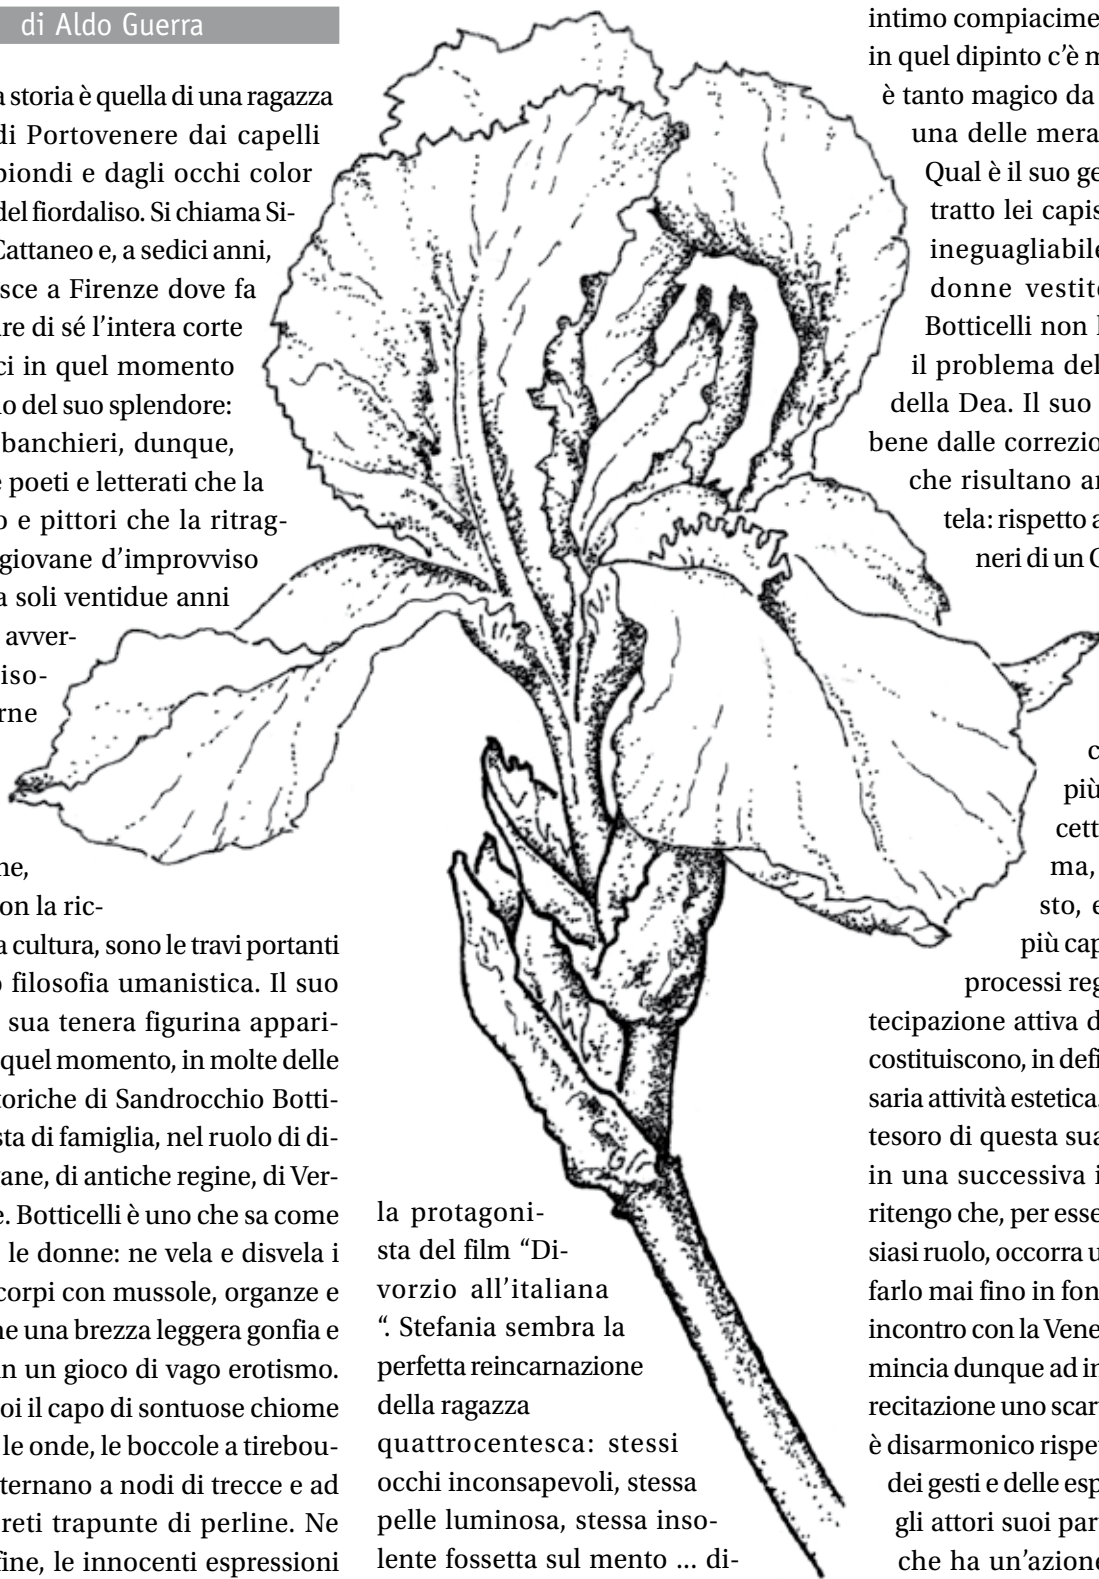 di Aldo Guerra
a storia è quella di una ragazza
di Portovenere dai capelli
biondi e dagli occhi color
del fiordaliso. Si chiama Si-
Cattaneo e, a sedici anni,
sce a Firenze dove fa
re di sé l'intera corte
ci in quel momento
o del suo splendore:
banchieri, dunque,
e poeti e letterati che la
o e pittori che la ritrag-
giovane d'improvviso
a soli ventidue anni
avver-
iso-
rne
ne,
on la ric-
a cultura, sono le travi portanti
o filosofia umanistica. Il suo
sua tenera figurina appari-
quel momento, in molte delle
toriche di Sandrocchio Botti-
sta di famiglia, nel ruolo di di-
ane, di antiche regine, di Ver-
e. Botticelli è uno che sa come
le donne: ne vela e disvela i
corpi con mussole, organze e
ne una brezza leggera gonfia e
in un gioco di vago erotismo.
oi il capo di sontuose chiome
le onde, le boccole a tirebou-
ternano a nodi di trecce e ad
reti trapunte di perline. Ne
fine, le innocenti espressioni
la protagoni-
sta del film “Di-
vorzio all’italiana
“. Stefania sembra la
perfetta reincarnazione
della ragazza
quattrocentesca: stessi
occhi inconsapevoli, stessa
pelle luminosa, stessa inso-
lente fossetta sul mento ... di-
intimo compiacime
in quel dipinto c’è m
è tanto magico da
una delle mera
Qual è il suo ge
tratto lei capis
ineguagliabile
donne vestite
Botticelli non
il problema del
della Dea. Il suo
bene dalle correzio
che risultano an
tela: rispetto a
neri di un C
c
più
cett
ma,
sto, e
più cap
processi reg
tecipazione attiva d
costituiscono, in defi
saria attività estetica.
tesoro di questa sua
in una successiva i
ritengo che, per esse
siasi ruolo, occorra u
farlo mai fino in fon
incontro con la Vene
mincia dunque ad in
recitazione uno scar
è disarmonico rispe
dei gesti e delle esp
gli attori suoi par
che ha un’azione